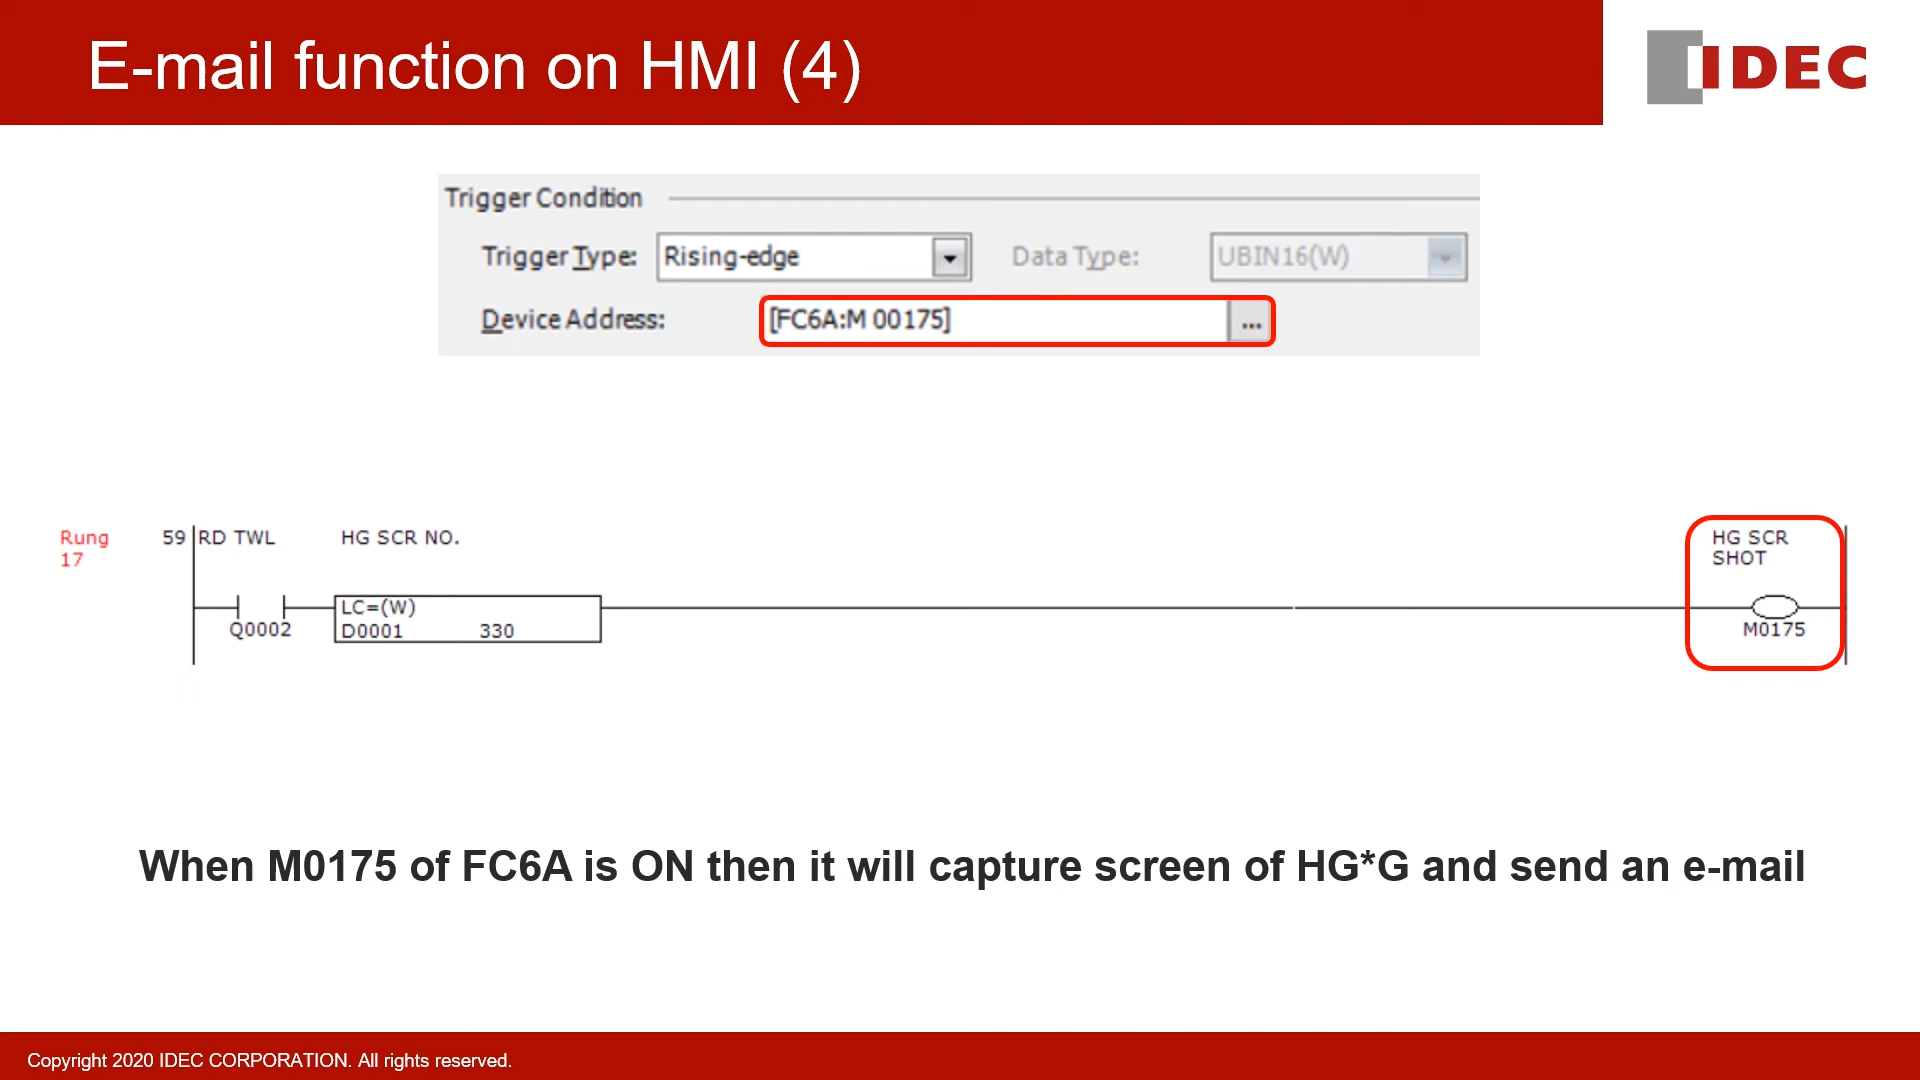 E-mail function on HMI (4)
IDEC
Trigger Condition
Trigger Type: Rising-edge Data Type: UBIN16(W)
Device Address: [FC6A:M 00175] ...
Rung 59 RD TWL HG SCR NO. HG SCR
17 SHOT
LC=(W)
Q0002 D0001 330 M0175
When M0175 of FC6A is ON then it will capture screen of HG*G and send an e-mail
Copyright 2020 IDEC CORPORATION. All rights reserved.